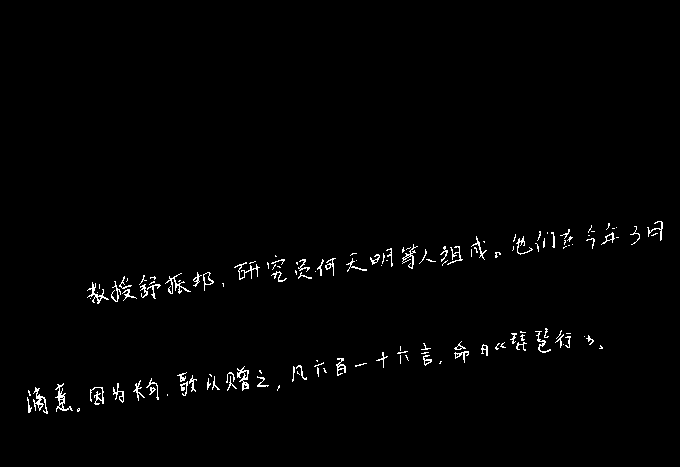 教授舒振邦，研究员何天明等人组成。他们在今年3月
满意。因为长句，歌以赠之，凡六百一十六言，命曰《琵琶行》。